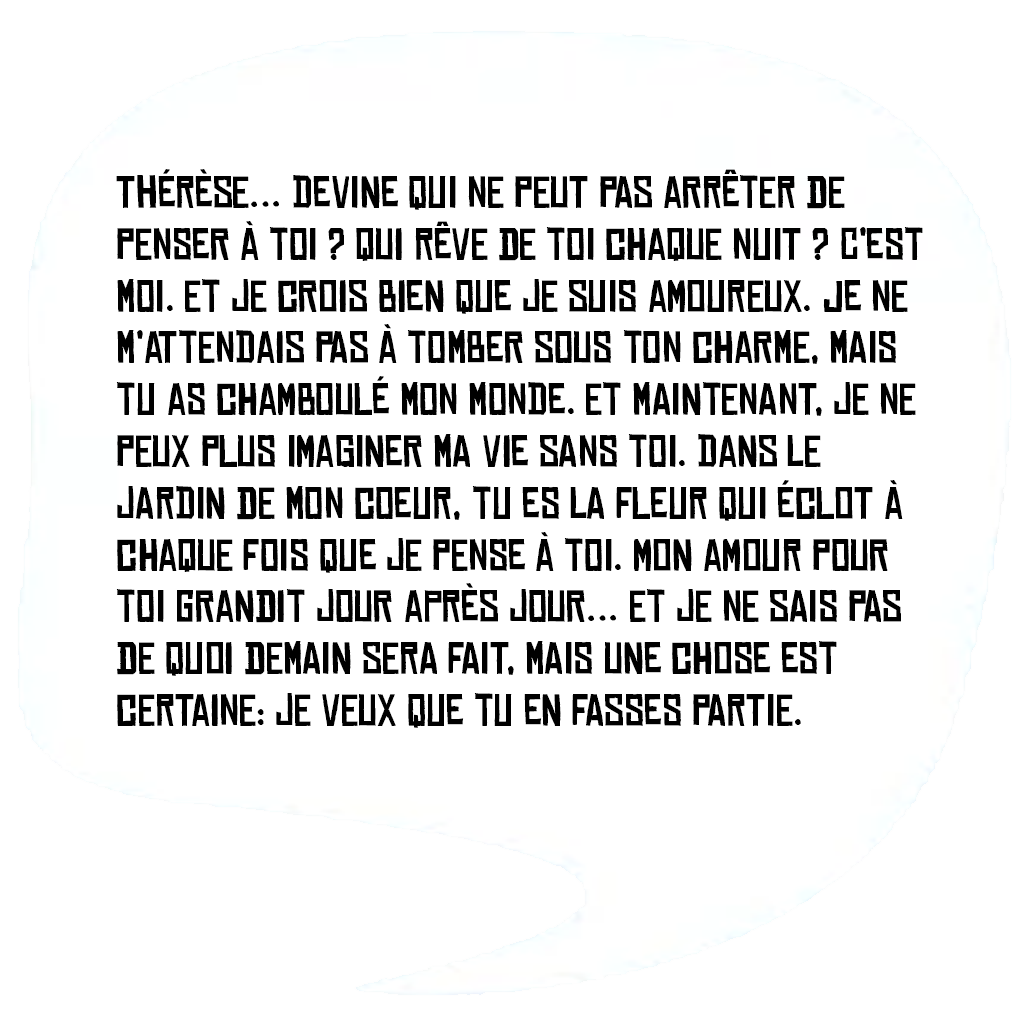 THÉRÈSE... DEVINE QUI NE PEUT PAS ARRÊTER DE
PENSER À TOI ? QUI RÊVE DE TOI CHAQUE NUIT ? C'EST
MOI. ET JE CROIS BIEN QUE JE SUIS AMOUREUX. JE NE
M'ATTENDAIS PAS À TOMBER SOUS TON CHARME, MAIS
TU AS CHAMBOULÉ MON MONDE. ET MAINTENANT, JE NE
PEUX PLUS IMAGINER MA VIE SANS TOI. DANS LE
JARDIN DE MON COEUR, TU ES LA FLEUR QUI ÉCLOT À
CHAQUE FOIS QUE JE PENSE À TOI. MON AMOUR POUR
TOI GRANDIT JOUR APRÈS JOUR... ET JE NE SAIS PAS
DE QUOI DEMAIN SERA FAIT, MAIS UNE CHOSE EST
CERTAINE: JE VEUX QUE TU EN FASSES PARTIE.